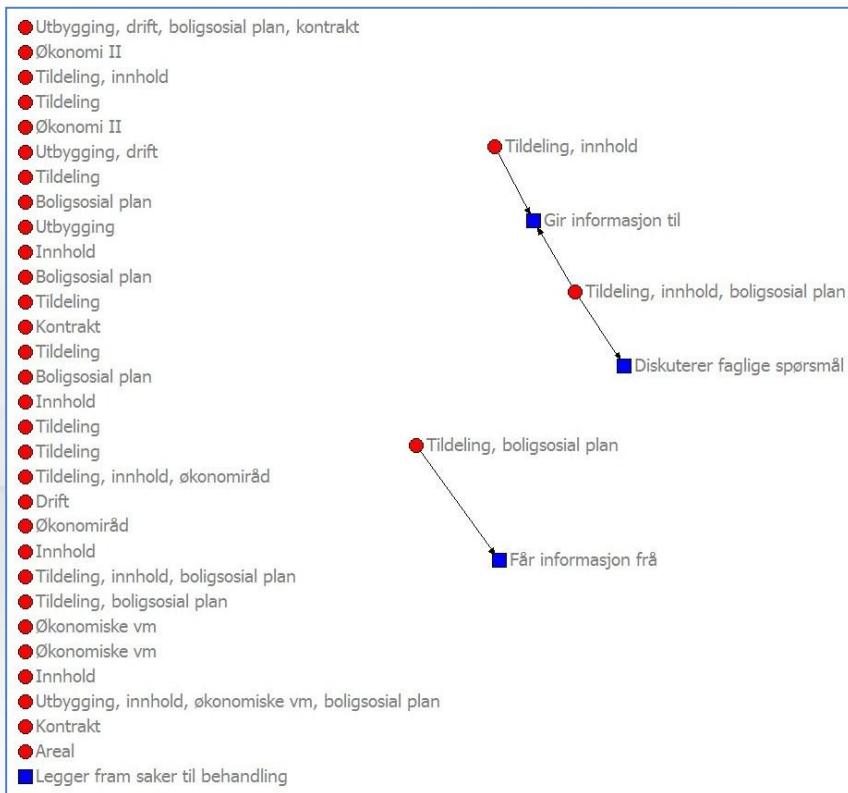 Utbygging, drift, boligsosial plan, kontrakt
Økonomi II
Tildeling, innhold
Tildeling
Økonomi II
Utbygging, drift
Tildeling
Boligsosial plan
Utbygging
Innhold
Boligsosial plan
Tildeling
Kontrakt
Tildeling
Boligsosial plan
Innhold
Tildeling
Tildeling
Tildeling, innhold, økonomiråd
Drift
Økonomiråd
Innhold
Tildeling, innhold, boligsosial plan
Tildeling, boligsosial plan
Økonomiske vm
Økonomiske vm
Innhold
Utbygging, innhold, økonomiske vm, boligsosial plan
Kontrakt
Areal
Legger fram saker til behandling
Tildeling, innhold
Gir informasjon til
Tildeling, innhold, boligsosial plan
Diskuterer faglige spørsmål
Tildeling, boligsosial plan
Får informasjon frå